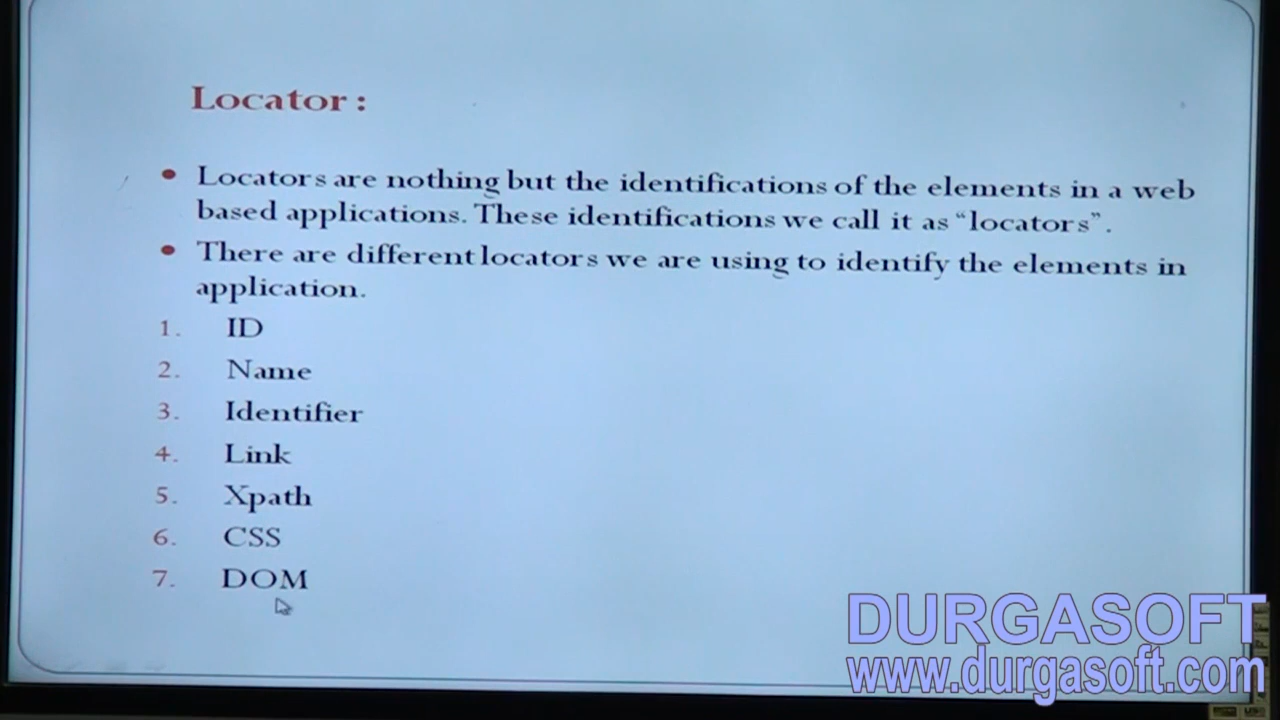 Locator :
• Locators are nothing but the identifications of the elements in a web
based applications. These identifications we call it as “locators”.
• There are different locators we are using to identify the elements in
application.
1. ID
2. Name
3. Identifier
4. Link
5. Xpath
6. CSS
7. DOM
DURGASOFT
www.durgasoft.com